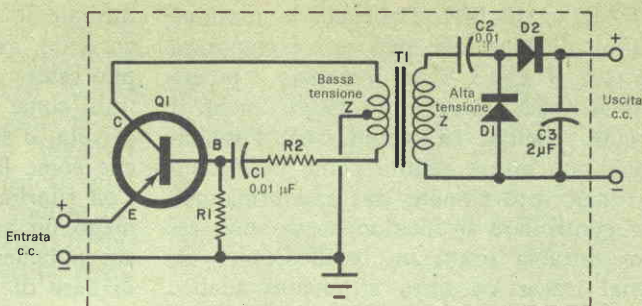 C2
0,01
D2
+
T1
Bassa
tensione
Z
Alta
tensione
Z
D1
C3
2µF
Uscita
c.c.
−
Q1
C
B
E
C1
0,01 µF
R2
R1
+
Entrata
c.c.
−